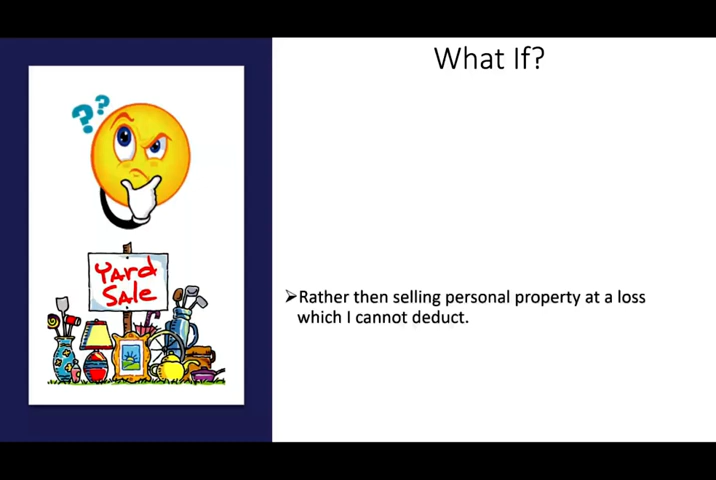 What If?
??
Yard
Sale
➢Rather then selling personal property at a loss
which I cannot deduct.